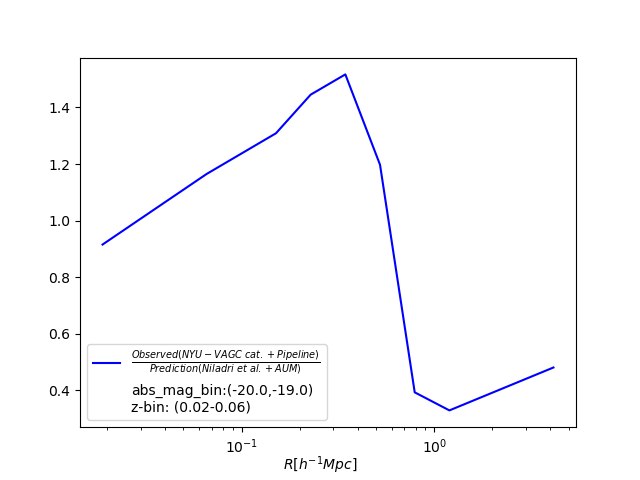 1.4
1.2
1.0
0.8
0.6
0.4
Observed(NYU − VAGC cat. + Pipeline)
Prediction(Niladri et al. + AUM)
abs_mag_bin:(-20.0,-19.0)
z-bin: (0.02-0.06)
10⁻¹ 10⁰
R[h⁻¹Mpc]